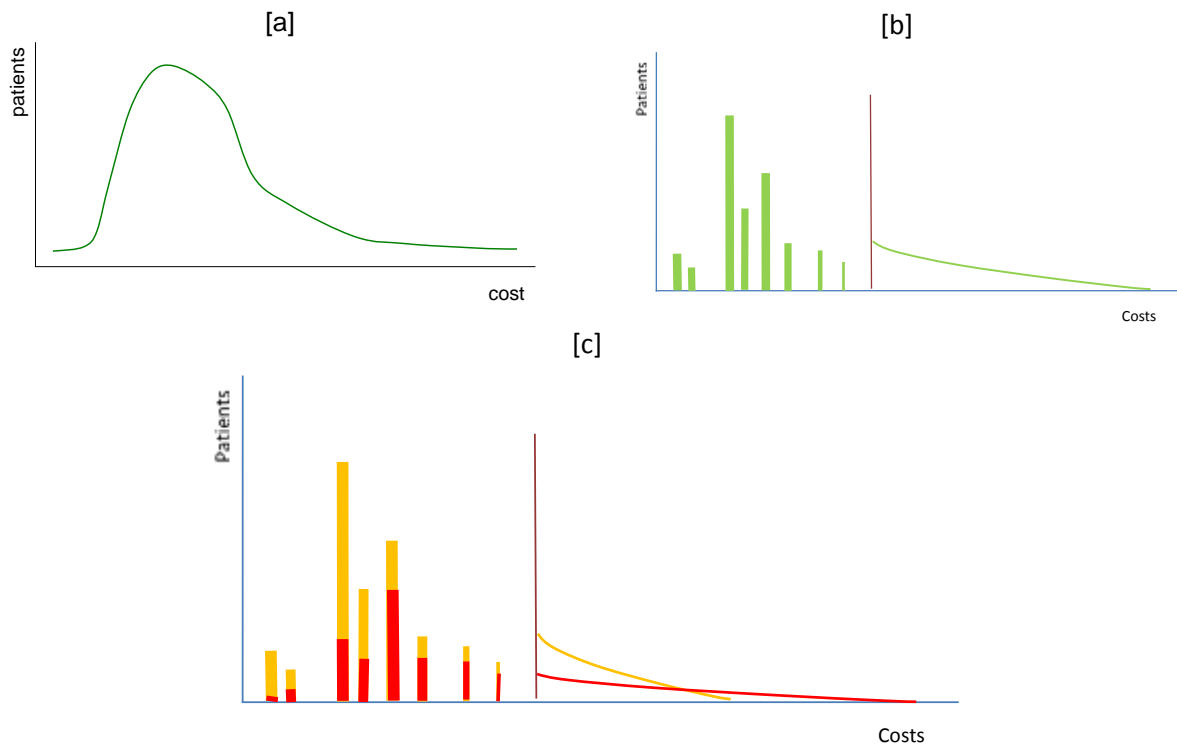 [a]
patients
cost
[b]
Patients
Costs
[c]
Patients
Costs